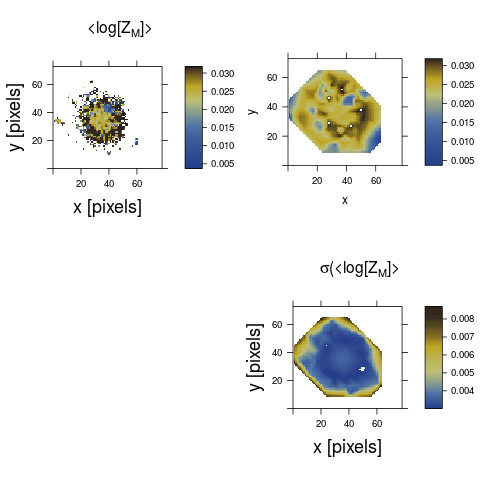 <log[Z_M]>
y [pixels]
60
40
20
20 40 60
x [pixels]
0.030
0.025
0.020
0.015
0.010
0.005
y
60
40
20
0
20 40 60
x
0.030
0.025
0.020
0.015
0.010
0.005
σ(<log[Z_M]>
y [pixels]
60
40
20
0
20 40 60
x [pixels]
0.008
0.007
0.006
0.005
0.004